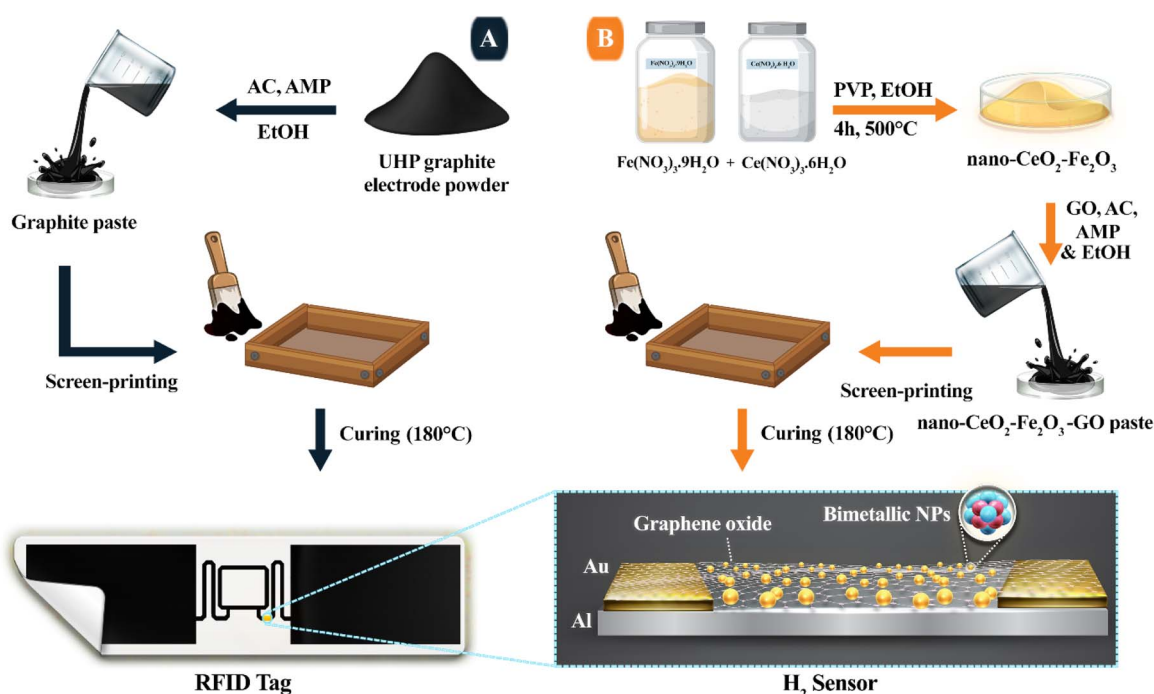 A
AC, AMP
EtOH
UHP graphite
electrode powder
Graphite paste
Screen-printing
Curing (180°C)
RFID Tag
B
Fe(NO₃)₃.9H₂O
Ce(NO₃)₃.6H₂O
Fe(NO₃)₃.9H₂O + Ce(NO₃)₃.6H₂O
PVP, EtOH
4h, 500°C
nano-CeO₂-Fe₂O₃
GO, AC,
AMP
& EtOH
nano-CeO₂-Fe₂O₃-GO paste
Screen-printing
Curing (180°C)
Graphene oxide
Bimetallic NPs
Au
Al
H₂ Sensor